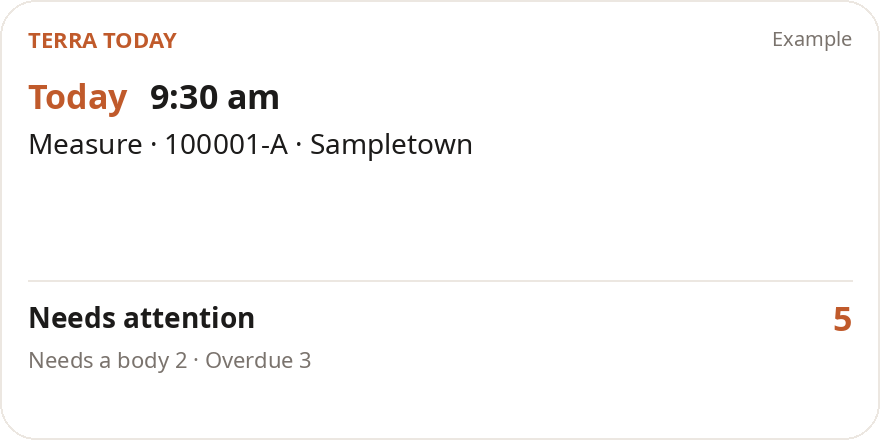 TERRA TODAY
Example
Today 9:30 am
Measure · 100001-A · Sampletown
Needs attention
5
Needs a body 2 · Overdue 3